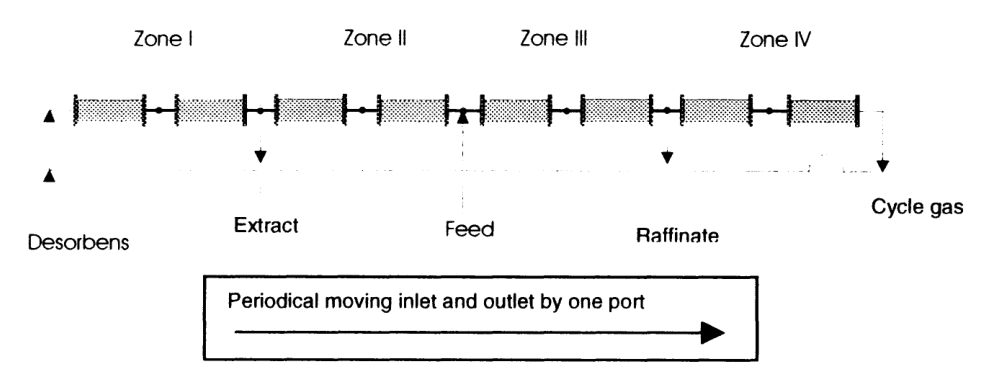 Zone I Zone II Zone III Zone IV
Cycle gas
Desorbens Extract Feed Raffinate
Periodical moving inlet and outlet by one port